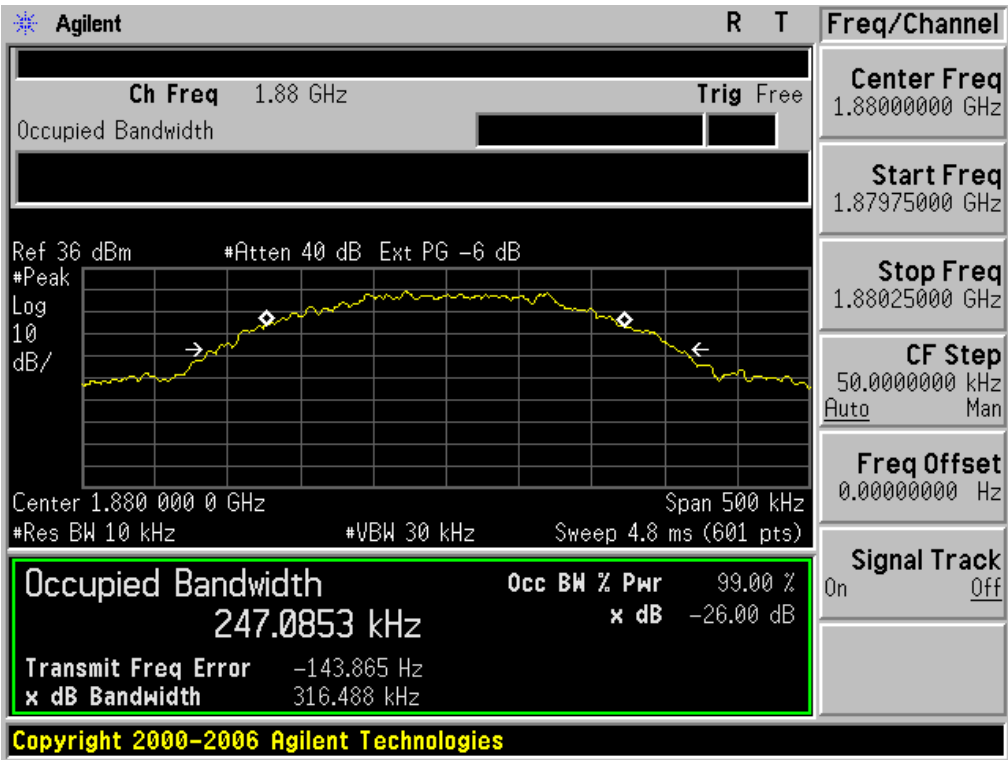 Agilent R T
Ch Freq 1.88 GHz Trig Free
Occupied Bandwidth
Ref 36 dBm #Atten 40 dB Ext PG -6 dB
#Peak
Log
10
dB/
Center 1.880 000 0 GHz Span 500 kHz
#Res BW 10 kHz #VBW 30 kHz Sweep 4.8 ms (601 pts)
Occupied Bandwidth
247.0853 kHz
Occ BW % Pwr 99.00 %
x dB -26.00 dB
Transmit Freq Error -143.865 Hz
x dB Bandwidth 316.488 kHz
Copyright 2000-2006 Agilent Technologies
Freq/Channel
Center Freq
1.88000000 GHz
Start Freq
1.87975000 GHz
Stop Freq
1.88025000 GHz
CF Step
50.0000000 kHz
Auto Man
Freq Offset
0.00000000 Hz
Signal Track
On Off